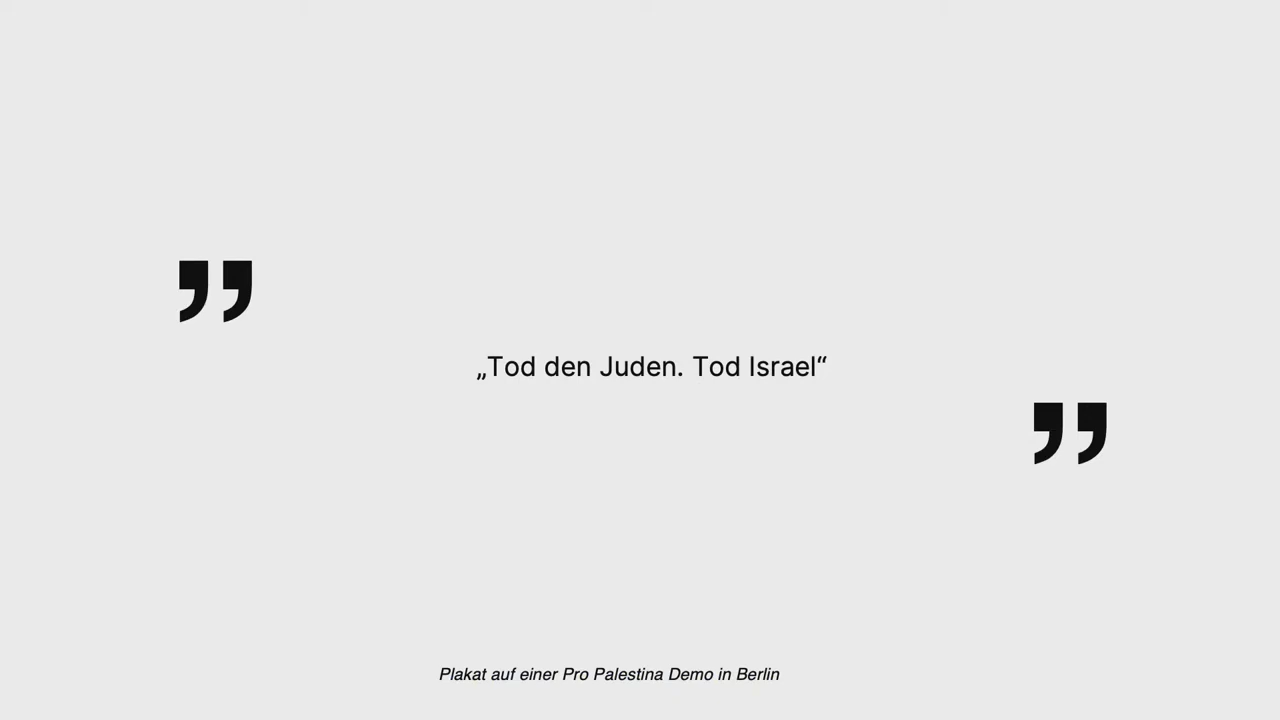 „Tod den Juden. Tod Israel“
Plakat auf einer Pro Palestina Demo in Berlin